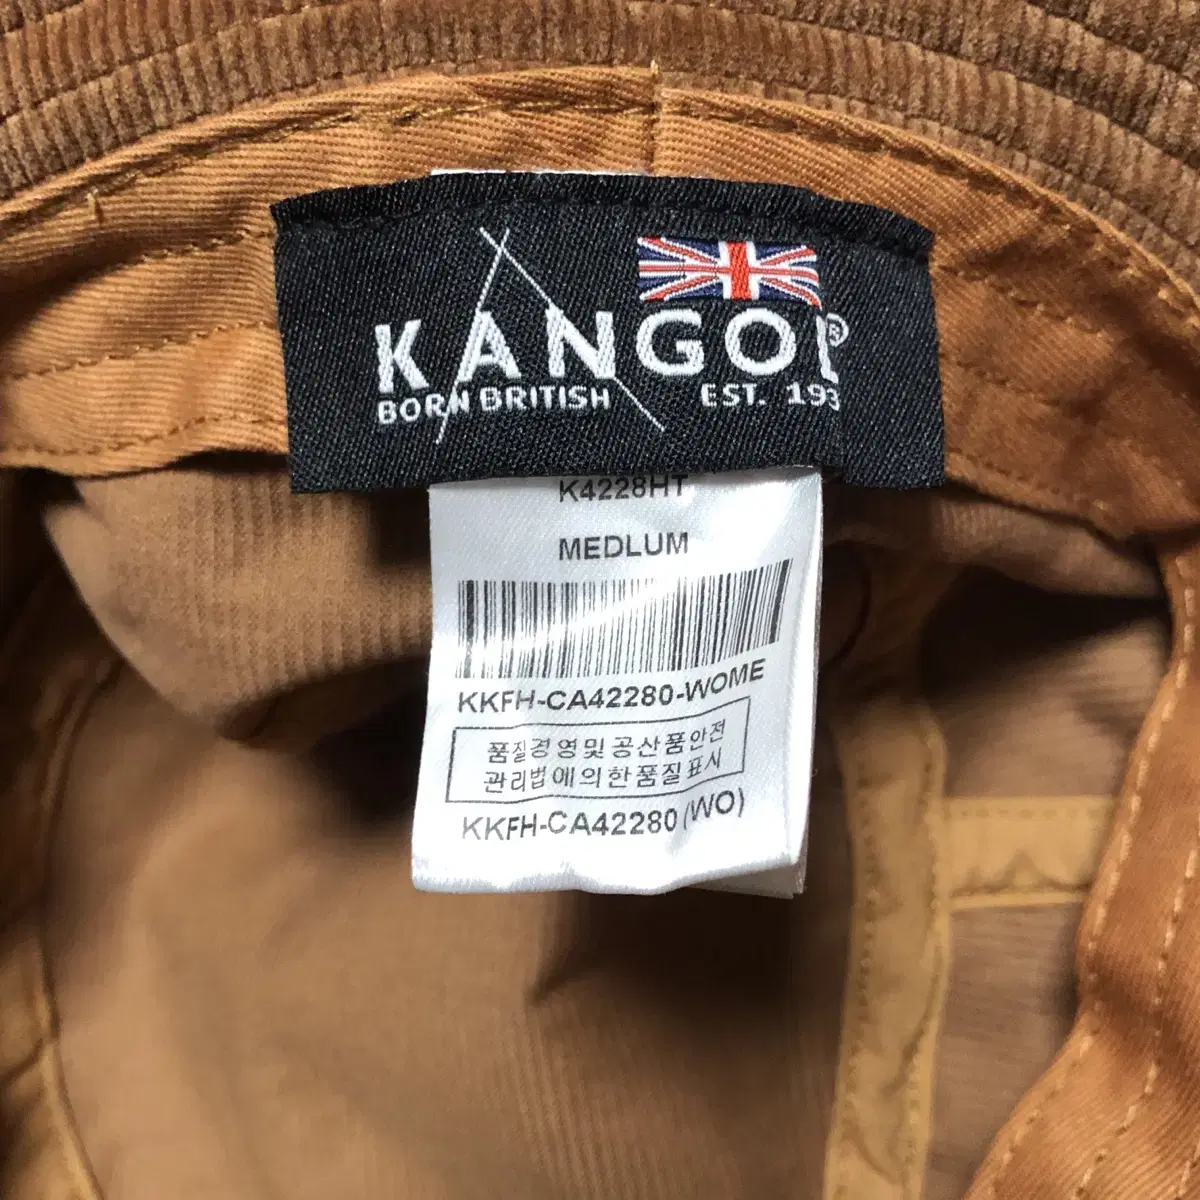 KANGOL®
BORN BRITISH EST. 193
K4228HT
MEDLUM
KKFH-CA42280-WOME
품질경영및공산품안전
관리법에의한품질표시
KKFH-CA42280(WO)